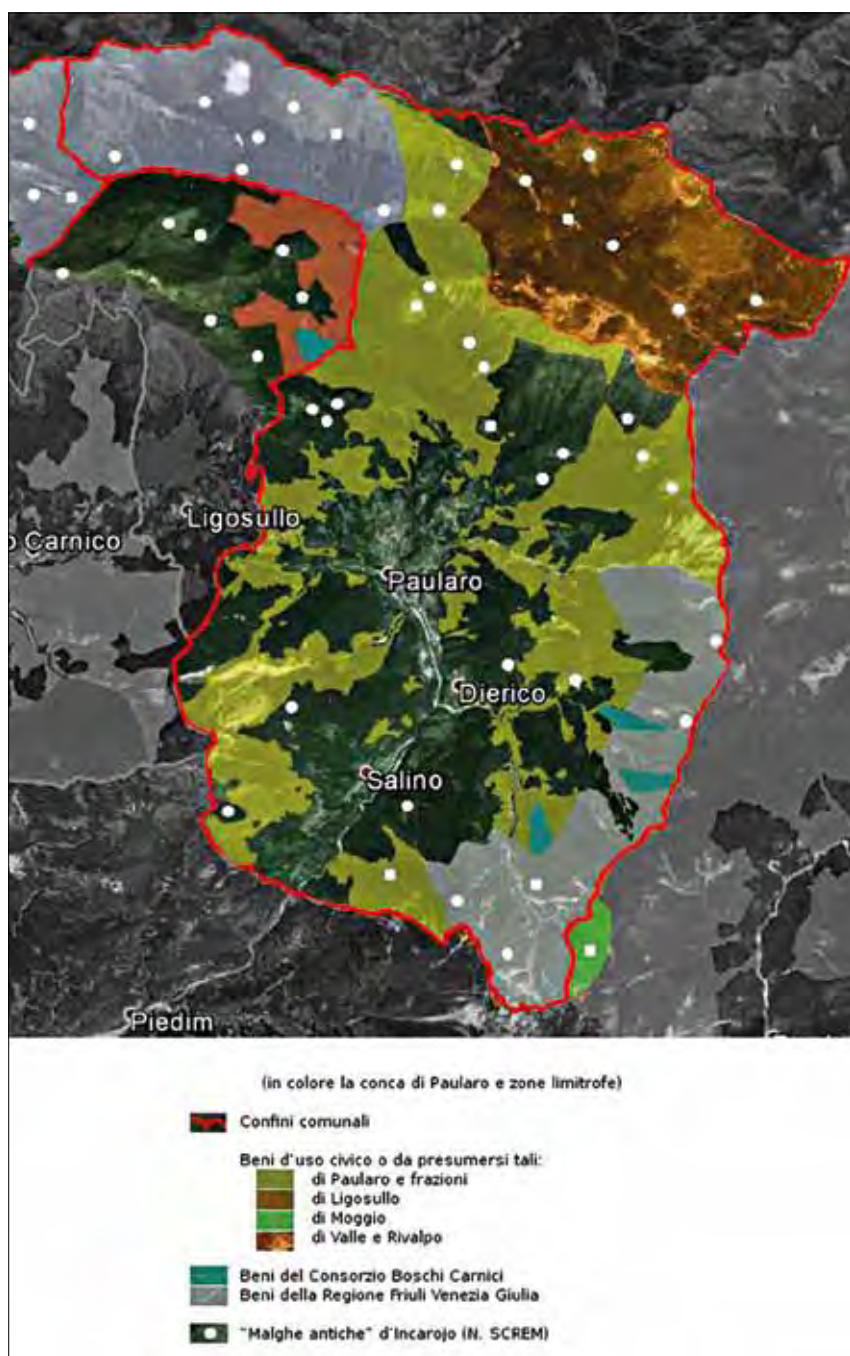 Ligosullo
o Carnico
Paularo
Dierico
Salino
Piedim
(in colore la conca di Paularo e zone limitrofe)
Confini comunali
Beni d'uso civico o da presumersi tali:
di Paularo e frazioni
di Ligosullo
di Moggio
di Valle e Rivalpo
Beni del Consorzio Boschi Carnici
Beni della Regione Friuli Venezia Giulia
"Malghe antiche" d'Incarojo (N. SCREM)